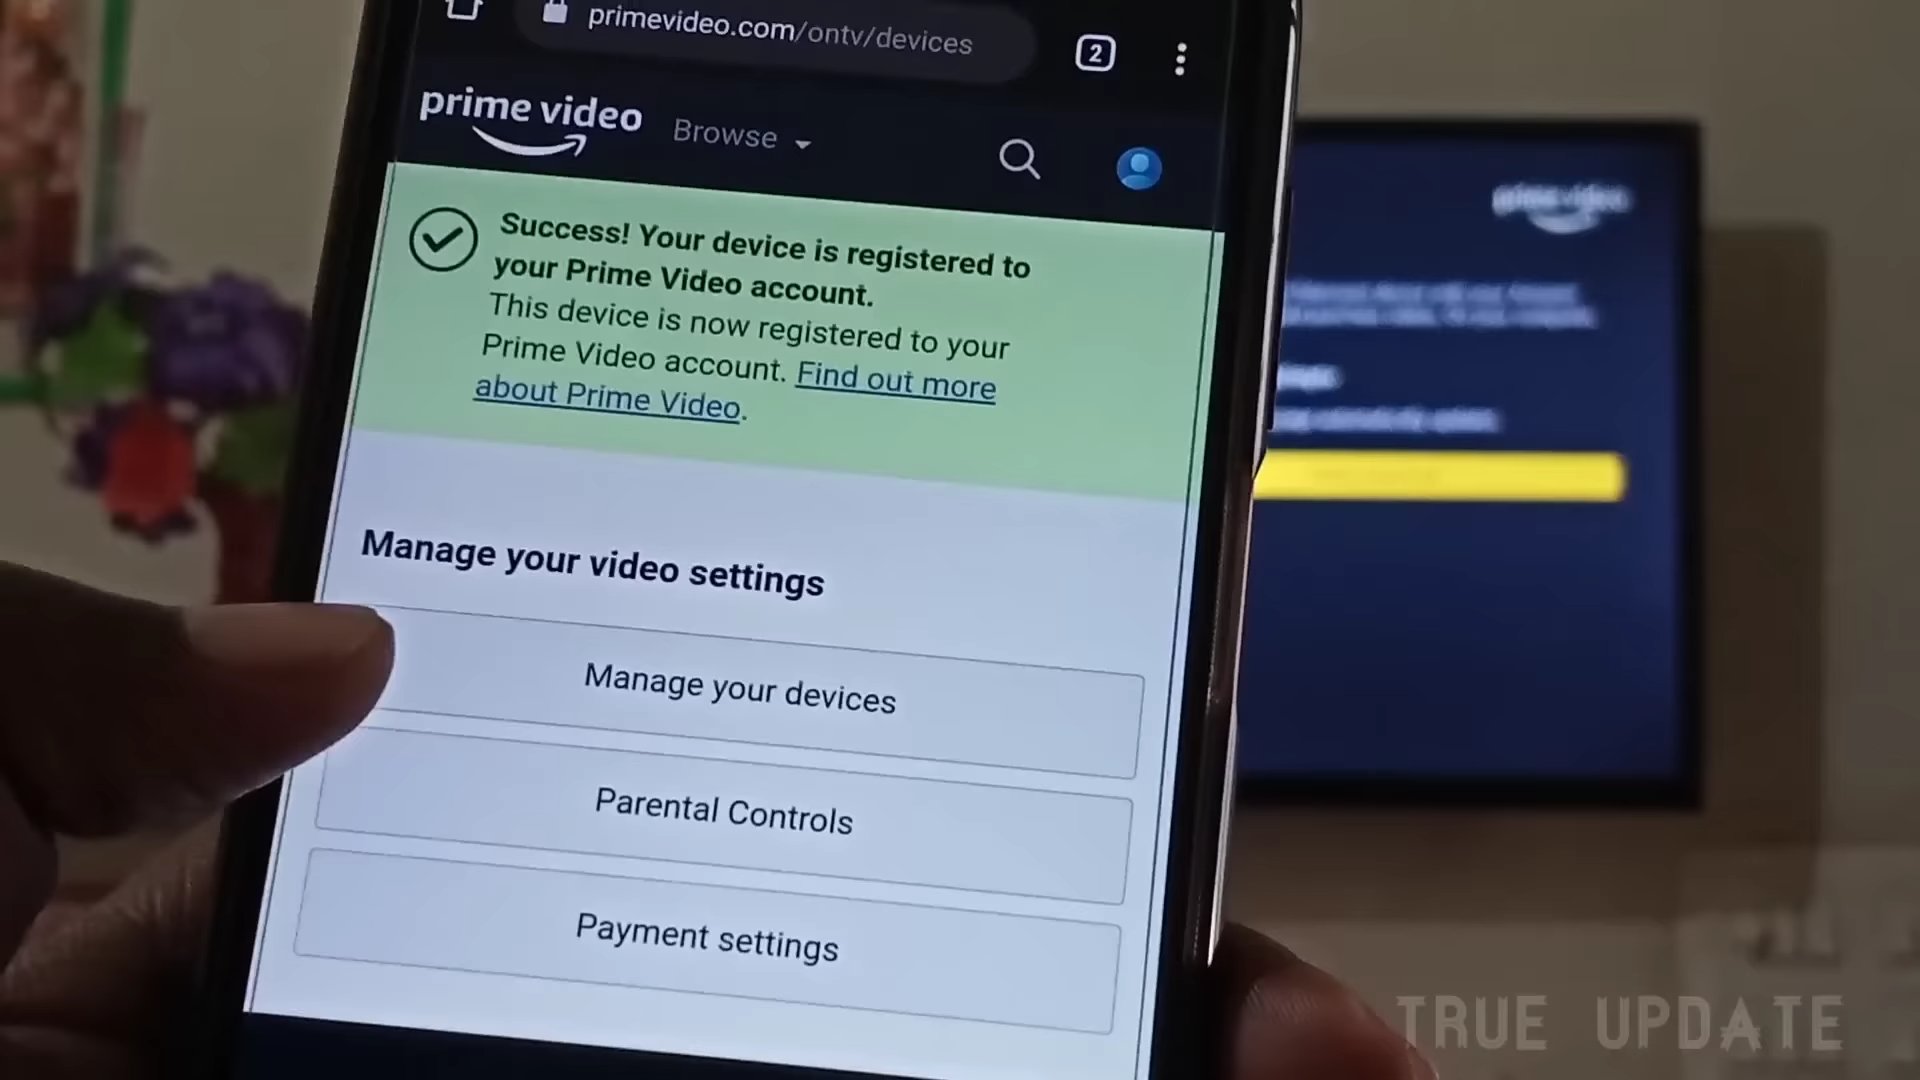 primevideo.com/ontv/devices
2
prime video
Browse
Success! Your device is registered to
your Prime Video account.
This device is now registered to your
Prime Video account. Find out more
about Prime Video.
Manage your video settings
Manage your devices
Parental Controls
Payment settings
prime video
TRUE UPDATE